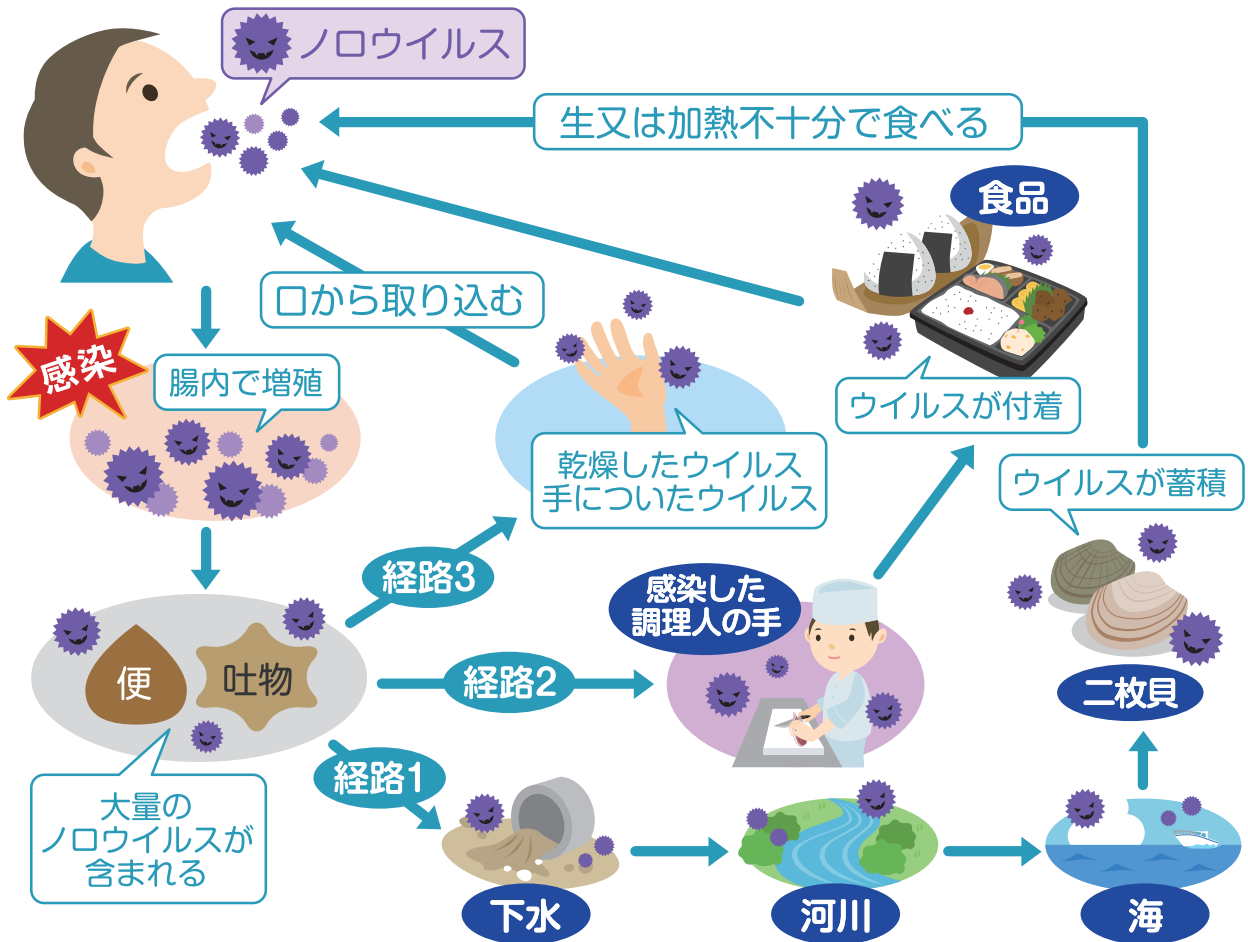 ノロウイルス
生又は加熱不十分で食べる
食品
口から取り込む
感染
腸内で増殖
ウイルスが付着
乾燥したウイルス
手についたウイルス
ウイルスが蓄積
経路3
感染した
調理人の手
便
吐物
経路2
二枚貝
経路1
大量の
ノロウイルスが
含まれる
下水
河川
海